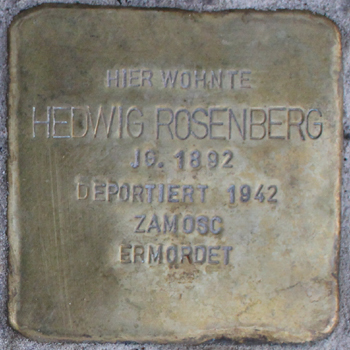 HIER WOHNTE
HEDWIG ROSENBERG
JG. 1892
DEPORTIERT 1942
ZAMOSC
ERMORDET